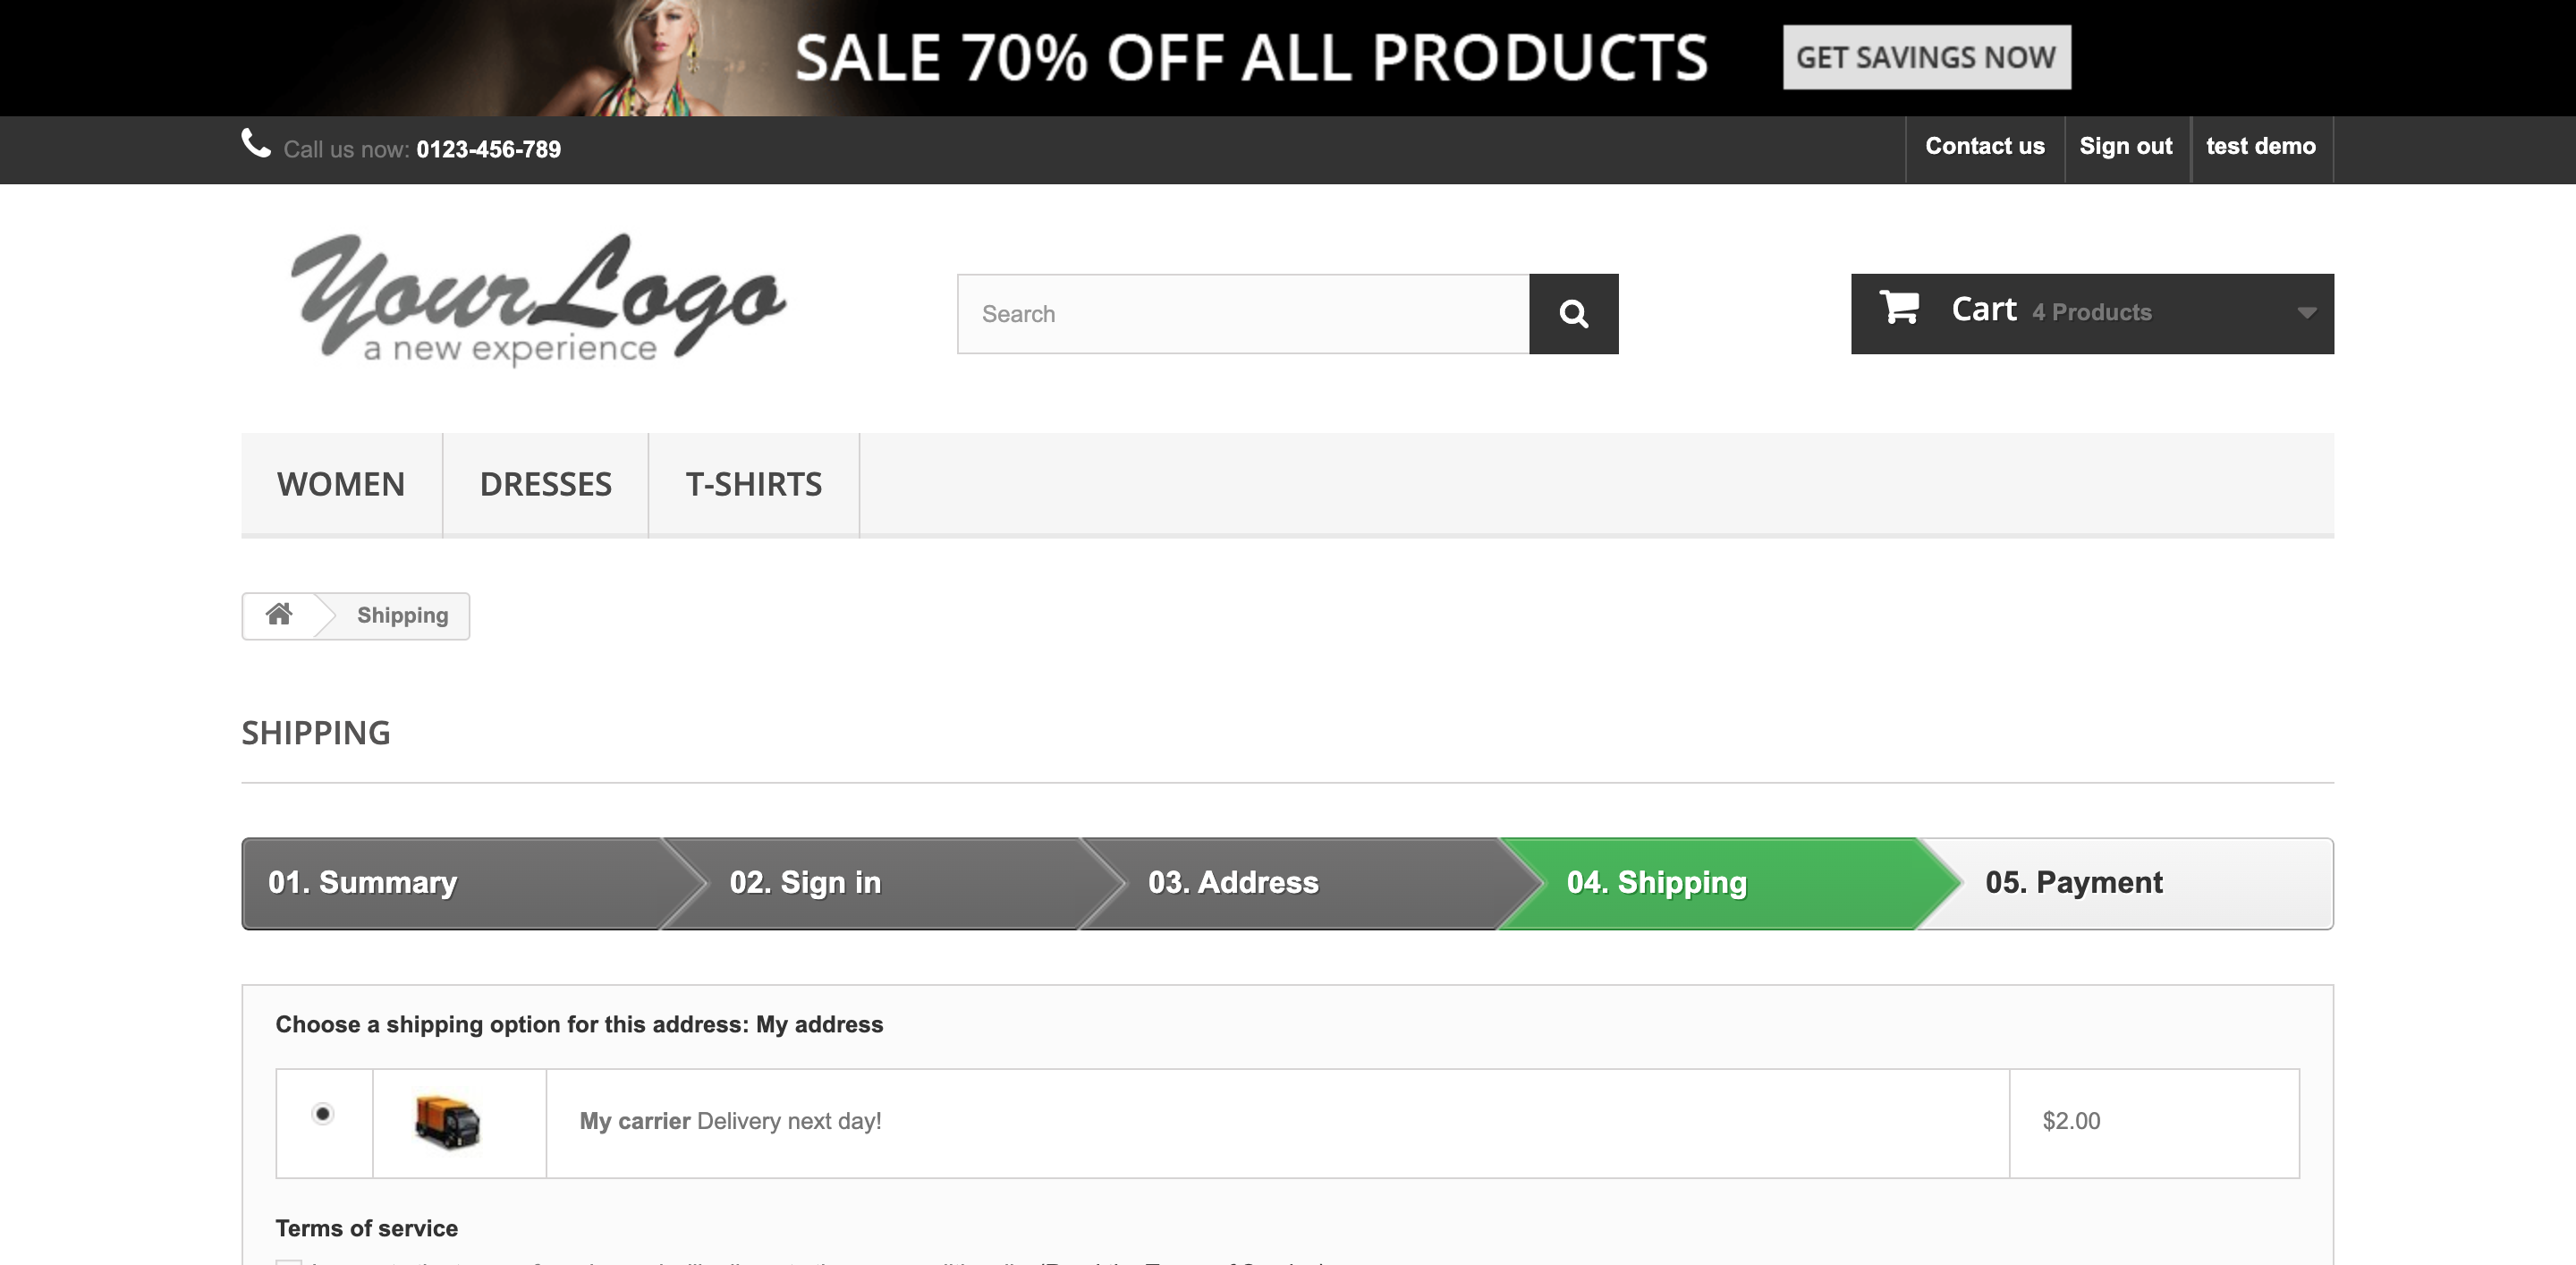 SALE 70% OFF ALL PRODUCTS GET SAVINGS NOW
Call us now: 0123-456-789
Contact us Sign out test demo
YourLogo
a new experience
Search
Cart 4 Products
WOMEN DRESSES T-SHIRTS
Shipping
SHIPPING
01. Summary 02. Sign in 03. Address 04. Shipping 05. Payment
Choose a shipping option for this address: My address
My carrier Delivery next day! $2.00
Terms of service